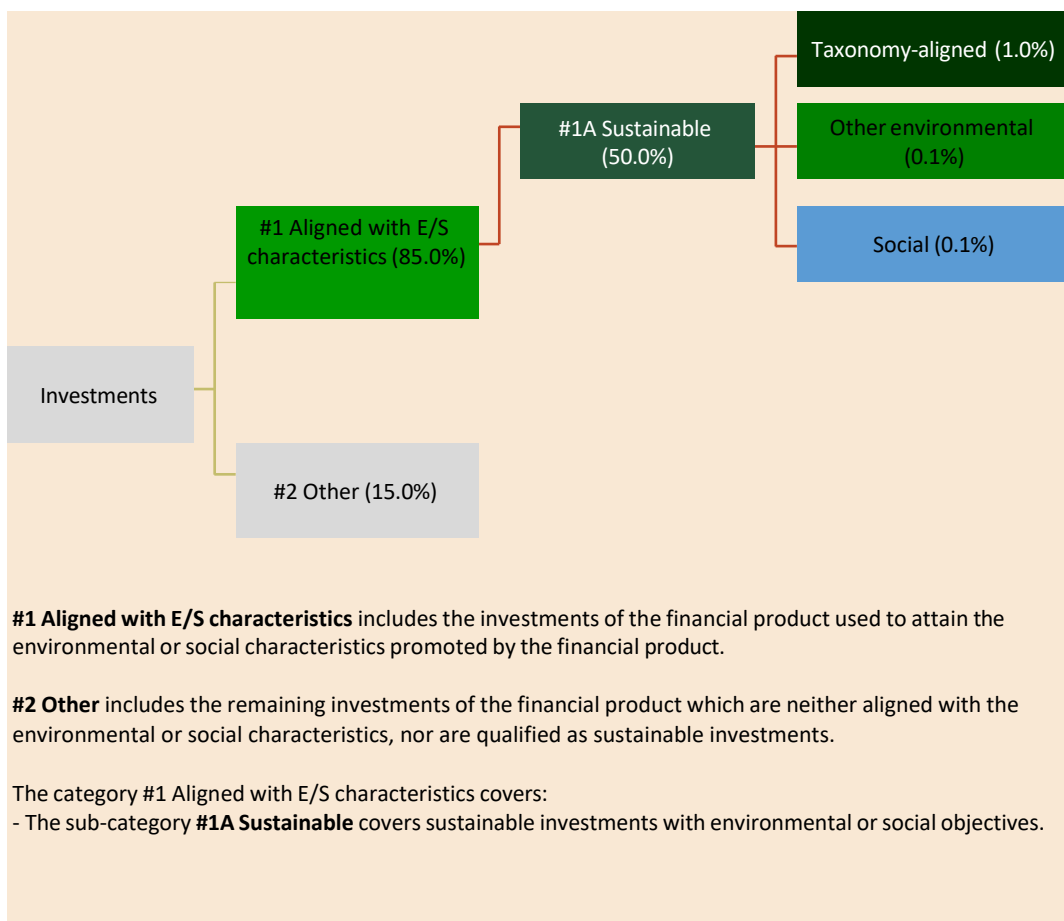 Taxonomy-aligned (1.0%)
#1A Sustainable
(50.0%)
Other environmental
(0.1%)
#1 Aligned with E/S
characteristics (85.0%)
Social (0.1%)
Investments
#2 Other (15.0%)
#1 Aligned with E/S characteristics includes the investments of the financial product used to attain the
environmental or social characteristics promoted by the financial product.
#2 Other includes the remaining investments of the financial product which are neither aligned with the
environmental or social characteristics, nor are qualified as sustainable investments.
The category #1 Aligned with E/S characteristics covers:
- The sub-category #1A Sustainable covers sustainable investments with environmental or social objectives.